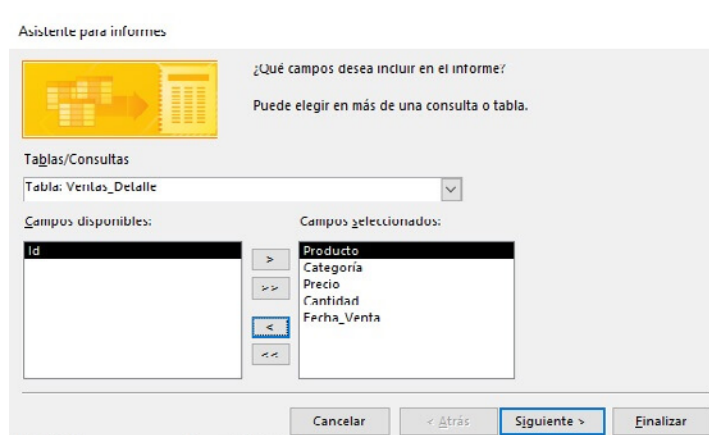 Asistente para informes
¿Qué campos desea incluir en el informe?
Puede elegir en más de una consulta o tabla.
Tablas/Consultas
Tabla: Ventas_Detalle
Campos disponibles:
Campos seleccionados:
Id
Producto
Categoría
Precio
Cantidad
Fecha_Venta
>
>>
<
<<
Cancelar
< Atrás
Siguiente >
Finalizar